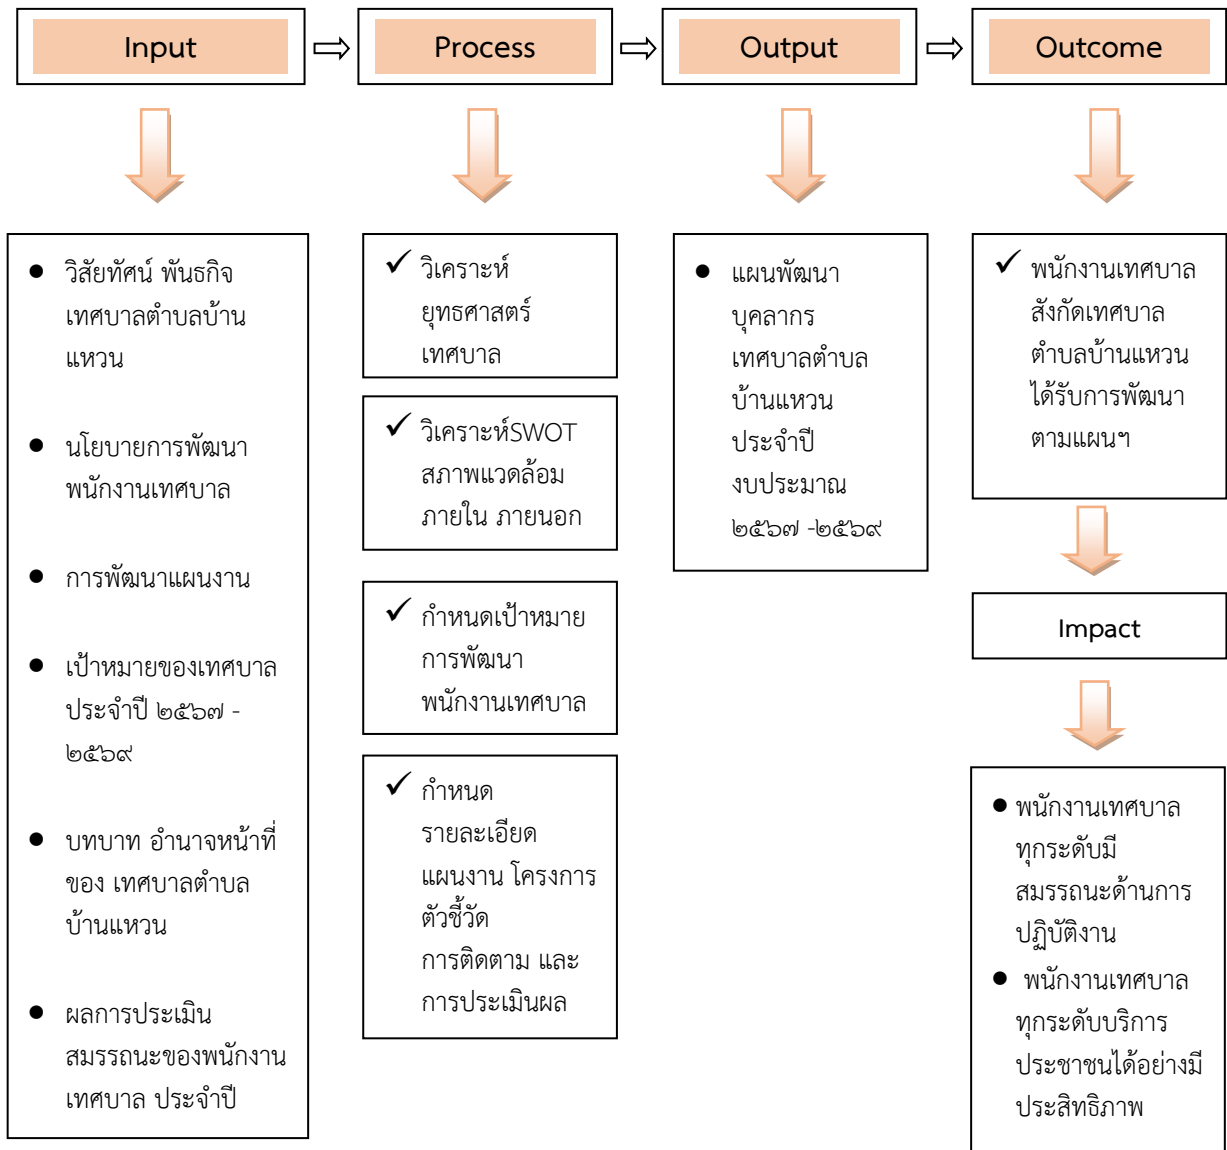 Input
Process
Output
Outcome
● วิสัยทัศน์ พันธกิจ
เทศบาลตำบลบ้าน
แหวน
● นโยบายการพัฒนา
พนักงานเทศบาล
● การพัฒนาแผนงาน
● เป้าหมายของเทศบาล
ประจำปี ๒๕๖๗ -
๒๕๖๙
● บทบาท อำนาจหน้าที่
ของ เทศบาลตำบล
บ้านแหวน
● ผลการประเมิน
สมรรถนะของพนักงาน
เทศบาล ประจำปี
✓ วิเคราะห์
ยุทธศาสตร์
เทศบาล
✓ วิเคราะห์SWOT
สภาพแวดล้อม
ภายใน ภายนอก
✓ กำหนดเป้าหมาย
การพัฒนา
พนักงานเทศบาล
✓ กำหนด
รายละเอียด
แผนงาน โครงการ
ตัวชี้วัด
การติดตาม และ
การประเมินผล
● แผนพัฒนา
บุคลากร
เทศบาลตำบล
บ้านแหวน
ประจำปี
งบประมาณ
๒๕๖๗ -๒๕๖๙
✓ พนักงานเทศบาล
สังกัดเทศบาล
ตำบลบ้านแหวน
ได้รับการพัฒนา
ตามแผนฯ
Impact
● พนักงานเทศบาล
ทุกระดับมี
สมรรถนะด้านการ
ปฏิบัติงาน
● พนักงานเทศบาล
ทุกระดับบริการ
ประชาชนได้อย่างมี
ประสิทธิภาพ